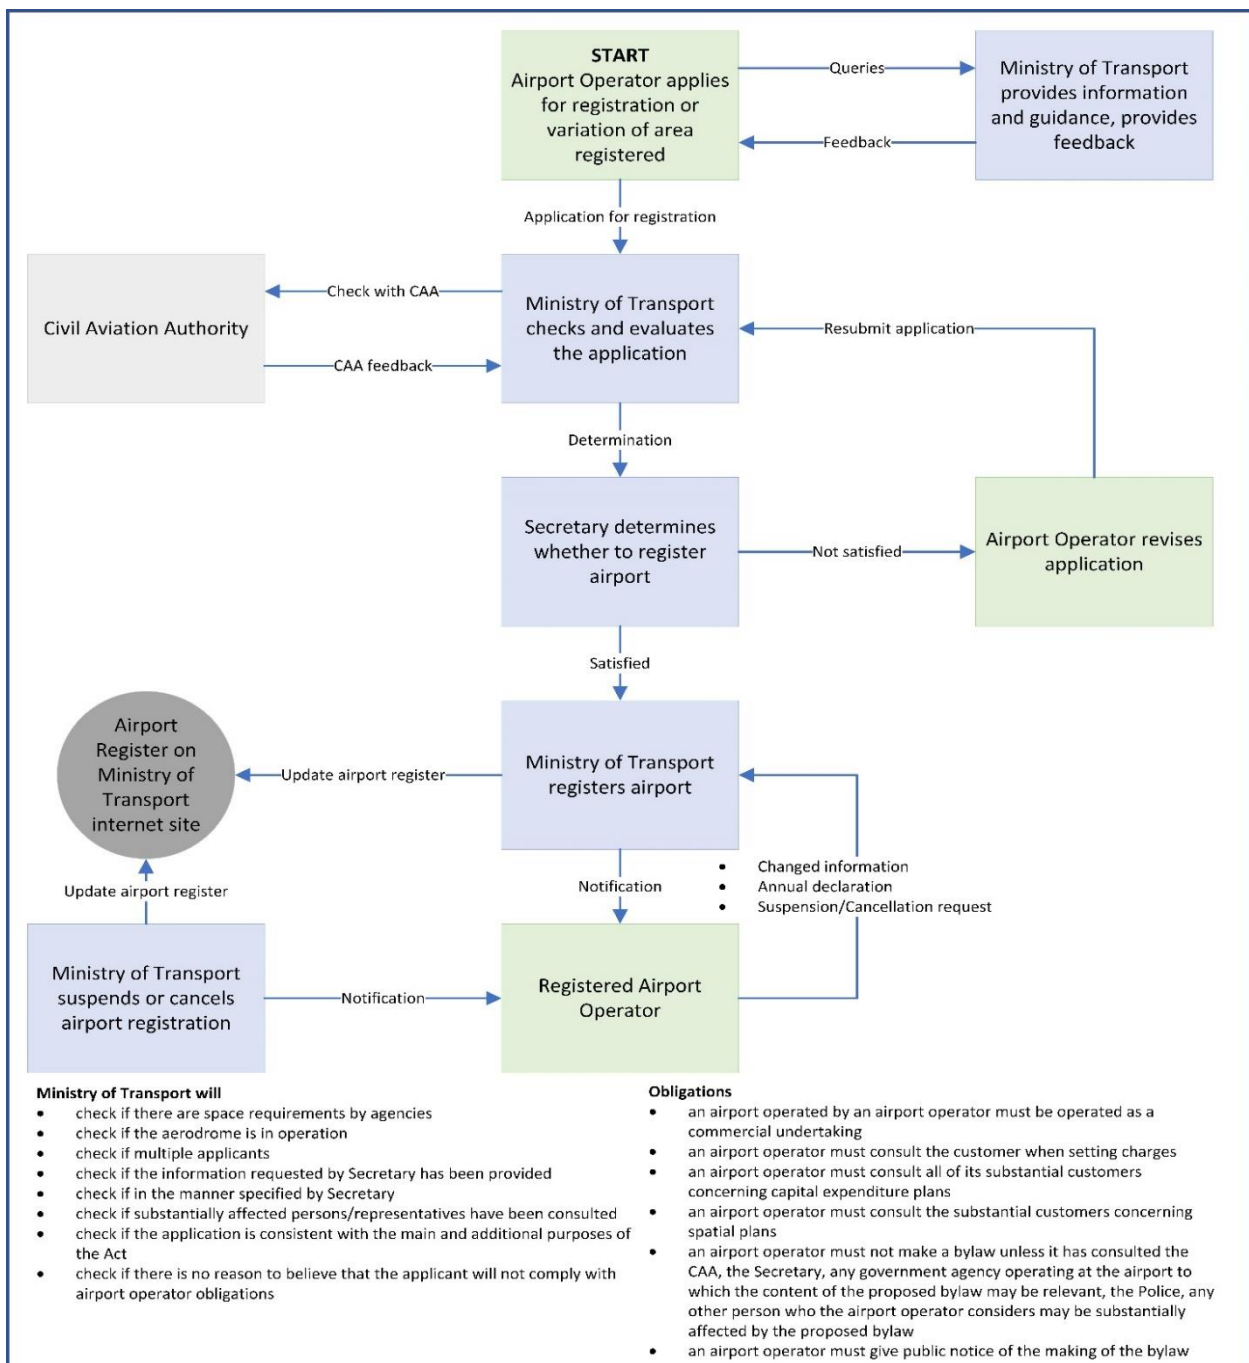 START
Airport Operator applies
for registration or
variation of area
registered
Queries
Feedback
Ministry of Transport
provides information
and guidance, provides
feedback
Application for registration
Civil Aviation Authority
Check with CAA
CAA feedback
Ministry of Transport
checks and evaluates
the application
Resubmit application
Determination
Secretary determines
whether to register
airport
Not satisfied
Airport Operator revises
application
Satisfied
Airport
Register on
Ministry of
Transport
internet site
Update airport register
Ministry of Transport
registers airport
Update airport register
Notification
• Changed information
• Annual declaration
• Suspension/Cancellation request
Ministry of Transport
suspends or cancels
airport registration
Notification
Registered Airport
Operator
Ministry of Transport will
• check if there are space requirements by agencies
• check if the aerodrome is in operation
• check if multiple applicants
• check if the information requested by Secretary has been provided
• check if in the manner specified by Secretary
• check if substantially affected persons/representatives have been consulted
• check if the application is consistent with the main and additional purposes of
the Act
• check if there is no reason to believe that the applicant will not comply with
airport operator obligations
Obligations
• an airport operated by an airport operator must be operated as a
commercial undertaking
• an airport operator must consult the customer when setting charges
• an airport operator must consult all of its substantial customers
concerning capital expenditure plans
• an airport operator must consult the substantial customers concerning
spatial plans
• an airport operator must not make a bylaw unless it has consulted the
CAA, the Secretary, any government agency operating at the airport to
which the content of the proposed bylaw may be relevant, the Police, any
other person who the airport operator considers may be substantially
affected by the proposed bylaw
• an airport operator must give public notice of the making of the bylaw